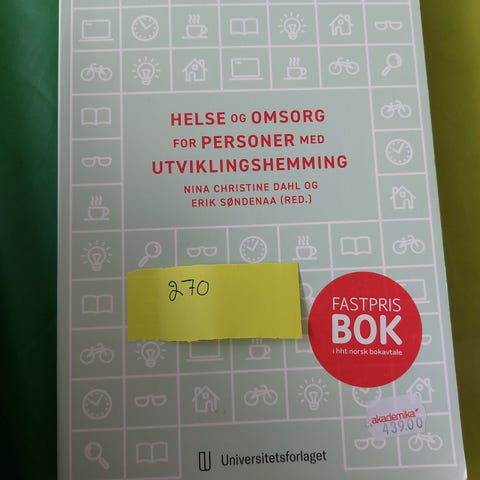 HELSE OG OMSORG
FOR PERSONER MED
UTVIKLINGSHEMMING
NINA CHRISTINE DAHL OG
ERIK SØNDENAA (RED.)
270
FASTPRIS
BOK
i hht norsk bokavtale
akademika
439.00
Universitetsforlaget